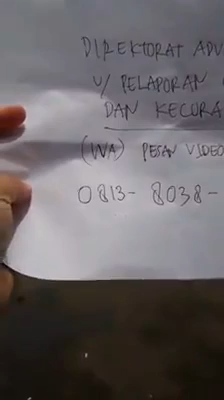 DIREKTORAT ADV
U/ PELAPORAN
DAN KECURA
(WA) PESAN VIDEO
0813-8038-